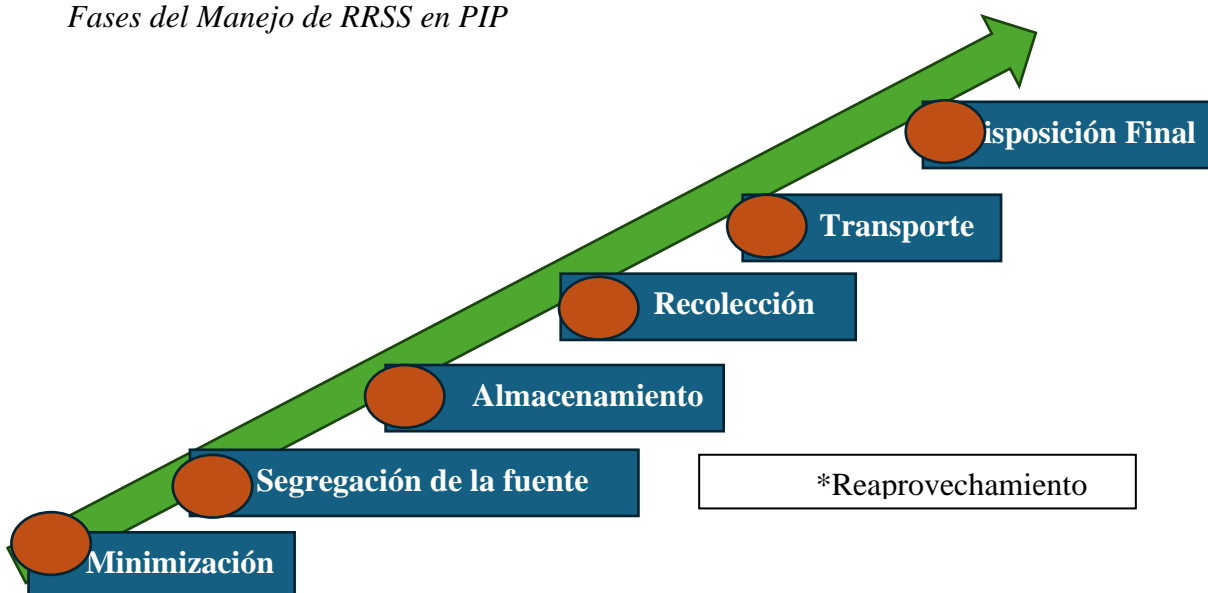 Fases del Manejo de RRSS en PIP
isposición Final
Transporte
Recolección
Almacenamiento
Segregación de la fuente
*Reaprovechamiento
Minimización